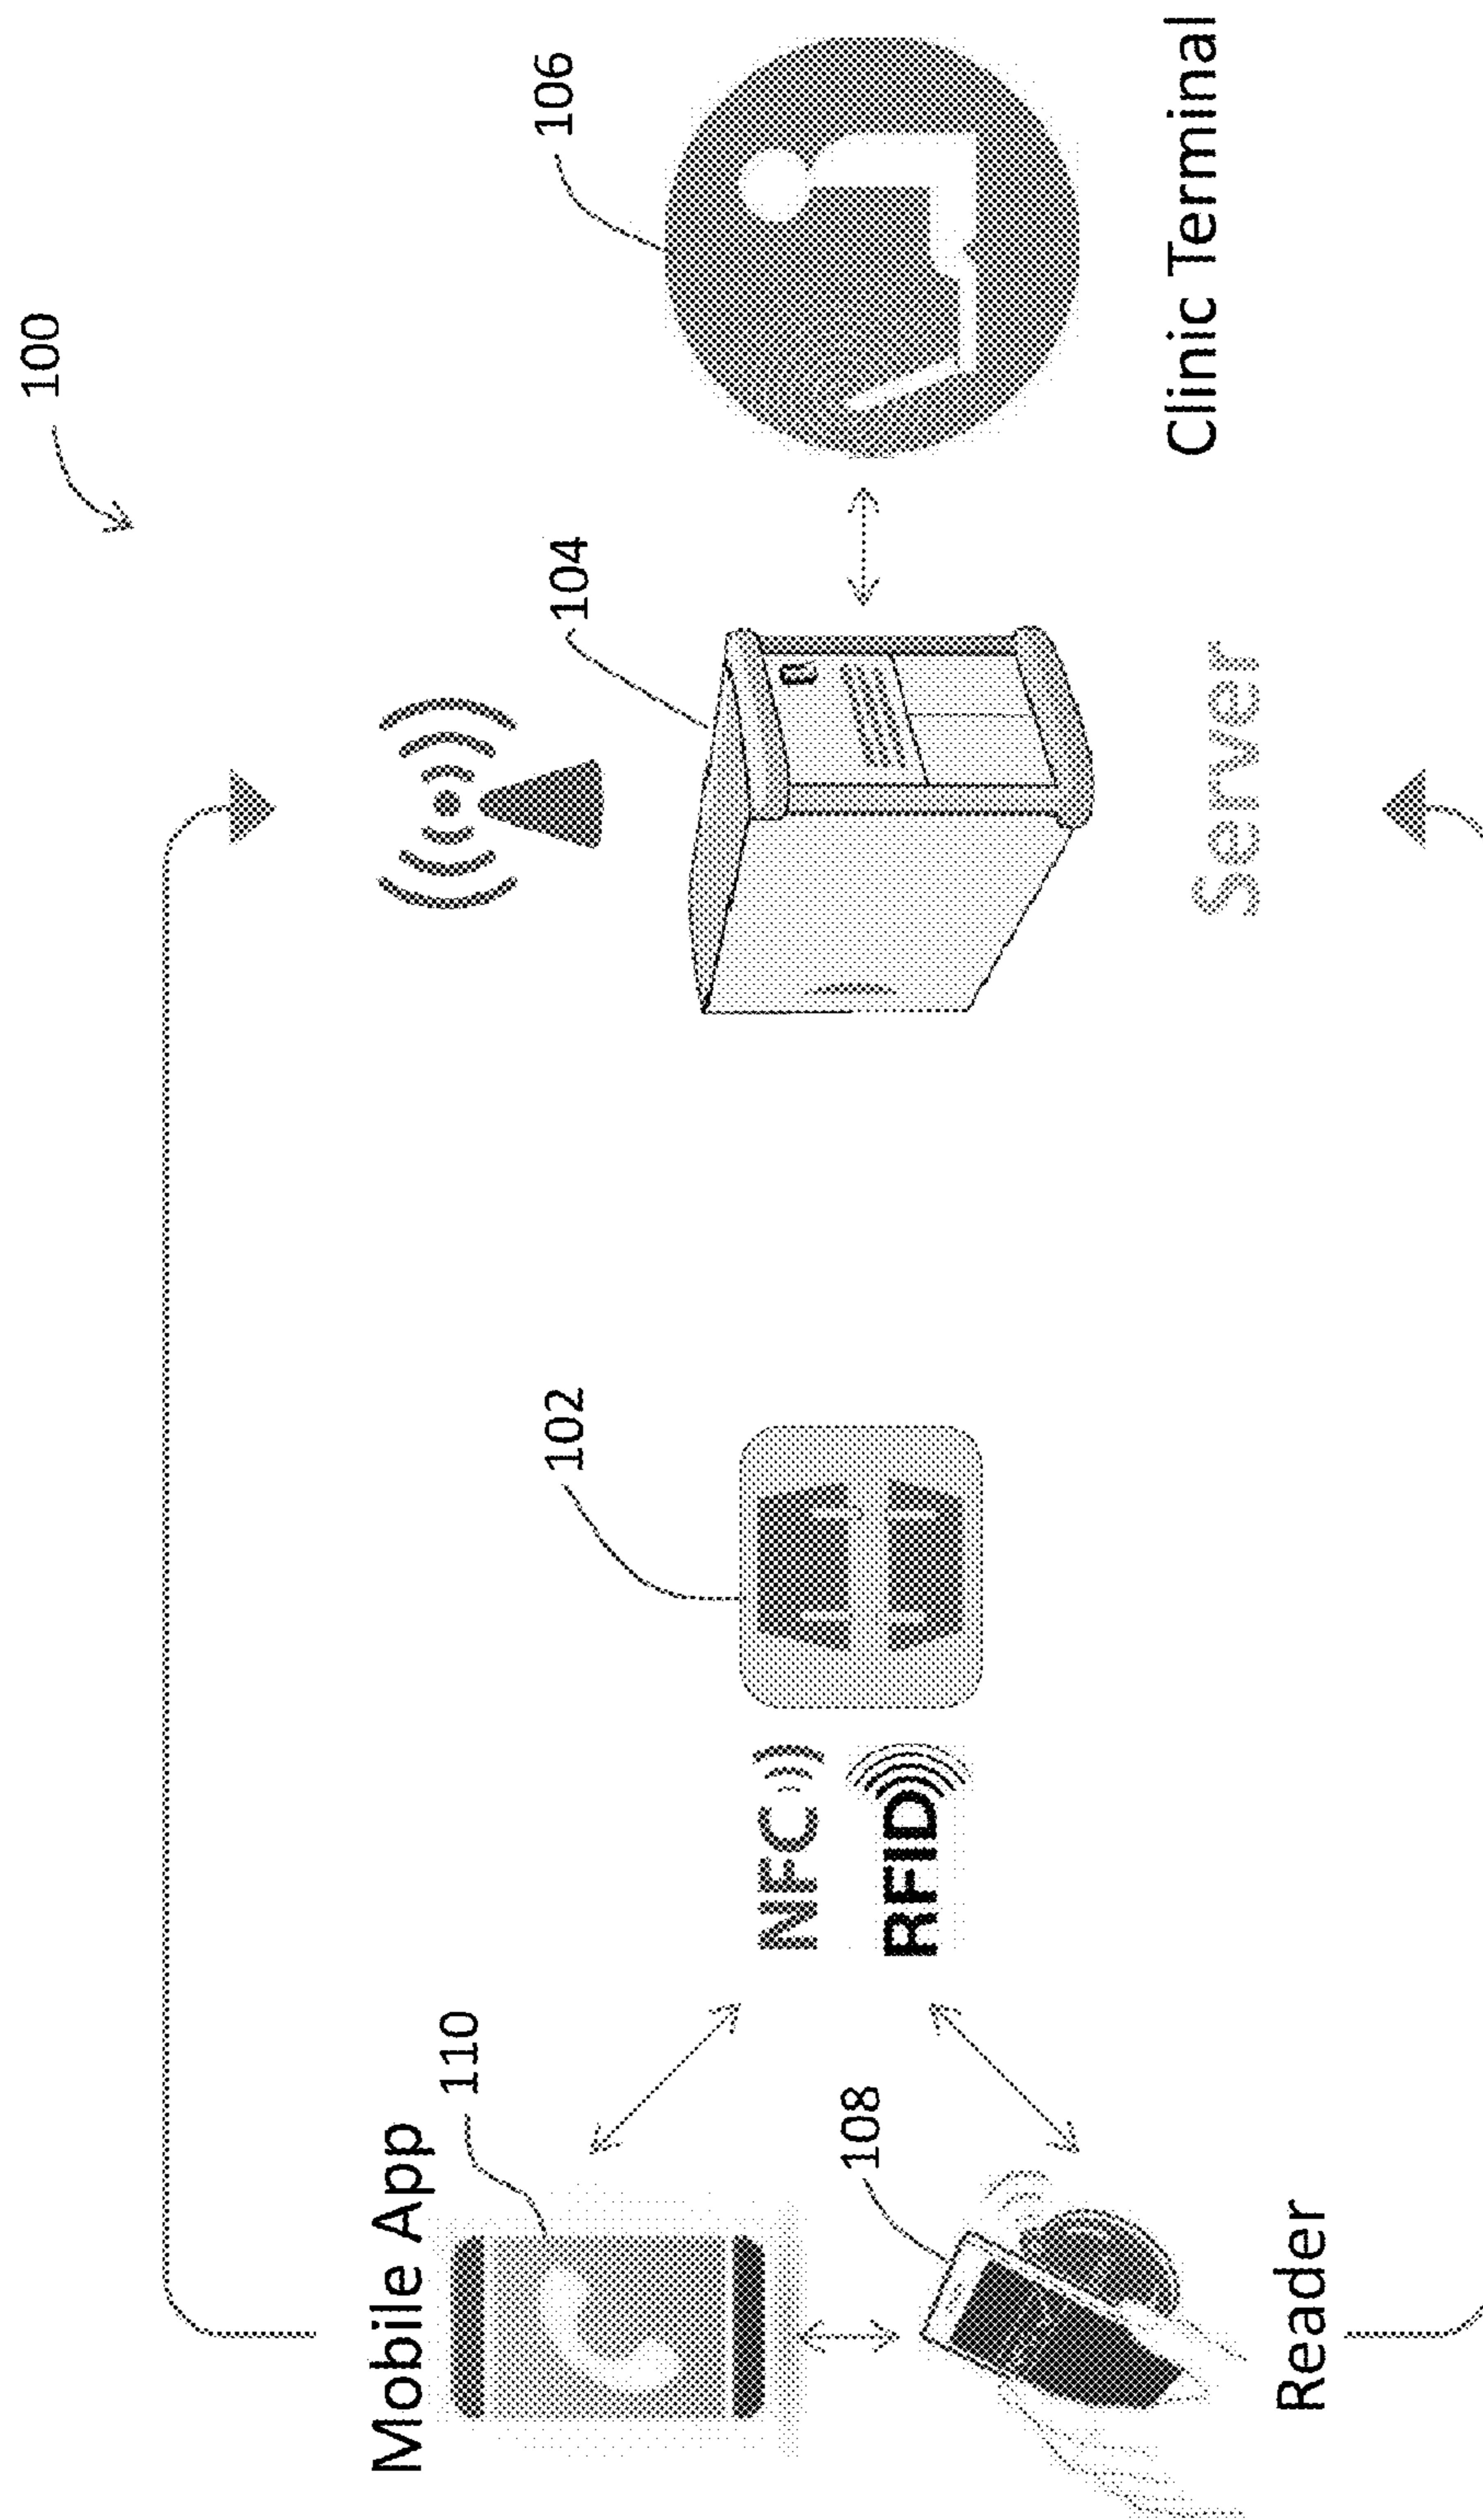 100
Mobile App
110
102
104
106
NFC
108
RFID
Reader
Server
Clinic Terminal